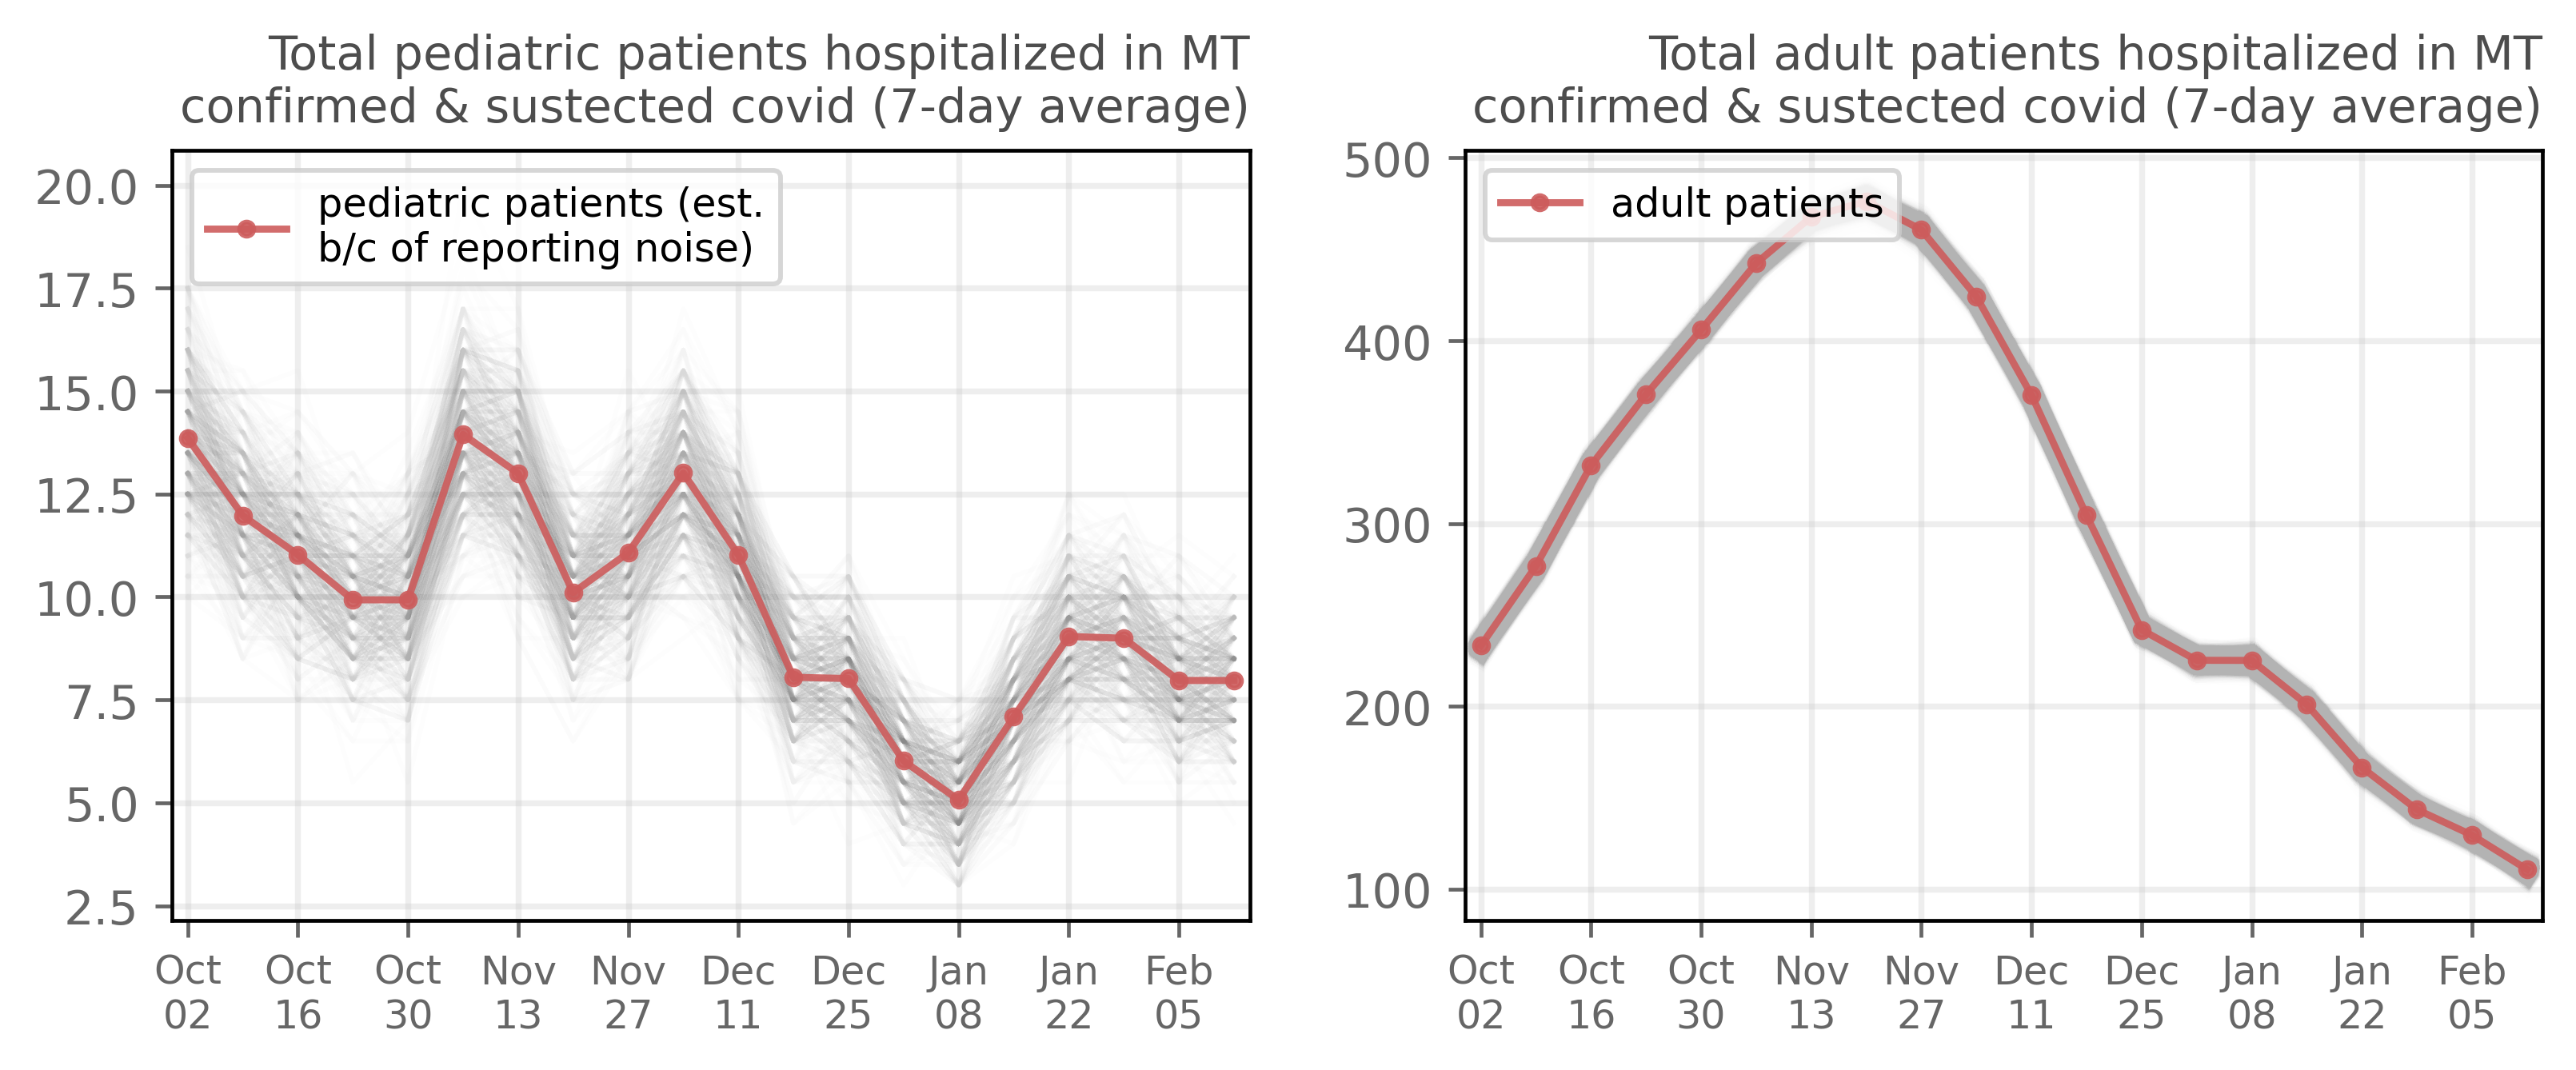 Total pediatric patients hospitalized in MT
confirmed & sustected covid (7-day average)
20.0
17.5
15.0
12.5
10.0
7.5
5.0
2.5
pediatric patients (est.
b/c of reporting noise)
Oct Oct Oct Nov Nov Dec Dec Jan Jan Feb
02 16 30 13 27 11 25 08 22 05
Total adult patients hospitalized in MT
confirmed & sustected covid (7-day average)
500
400
300
200
100
adult patients
Oct Oct Oct Nov Nov Dec Dec Jan Jan Feb
02 16 30 13 27 11 25 08 22 05